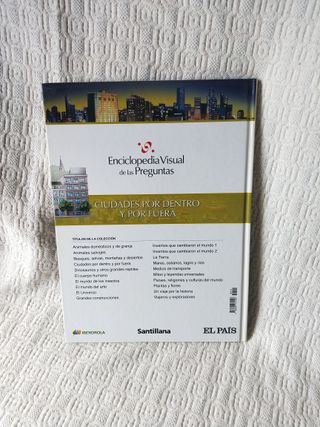 Enciclopedia Visual
de las Preguntas
CIUDADES POR DENTRO
Y POR FUERA
TÍTULOS DE LA COLECCIÓN
Animales domésticos y de granja
Animales salvajes
Bosques, selvas, montañas y desiertos
Ciudades por dentro y por fuera
Dinosaurios y otros grandes reptiles
El cuerpo humano
El mundo de los insectos
El mundo del arte
El Universo
Grandes construcciones
Inventos que cambiaron el mundo 1
Inventos que cambiaron el mundo 2
La Tierra
Mares, océanos, lagos y ríos
Medios de transporte
Mitos y leyendas universales
Países, religiones y culturas del mundo
Plantas y flores
Un viaje por la historia
Viajeros y exploradores
IBERDROLA
Santillana
EL PAÍS